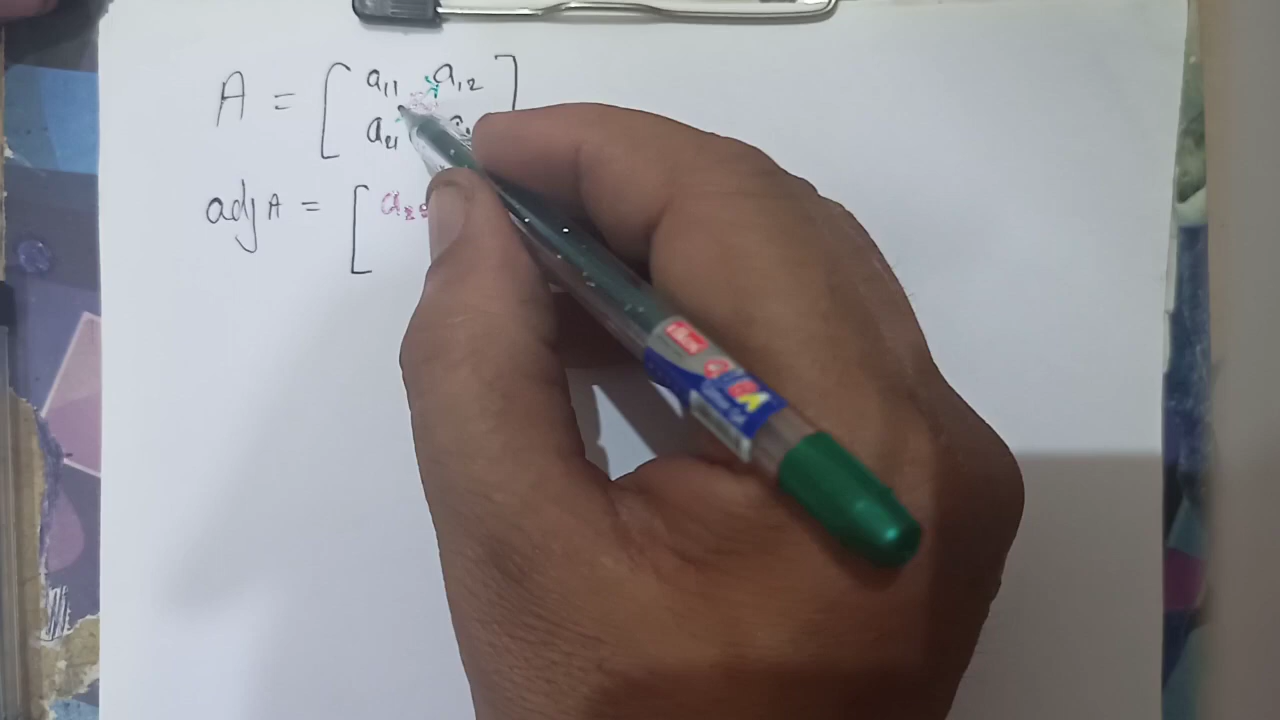 A = [ a11 a12
a21
adj A = [ a22